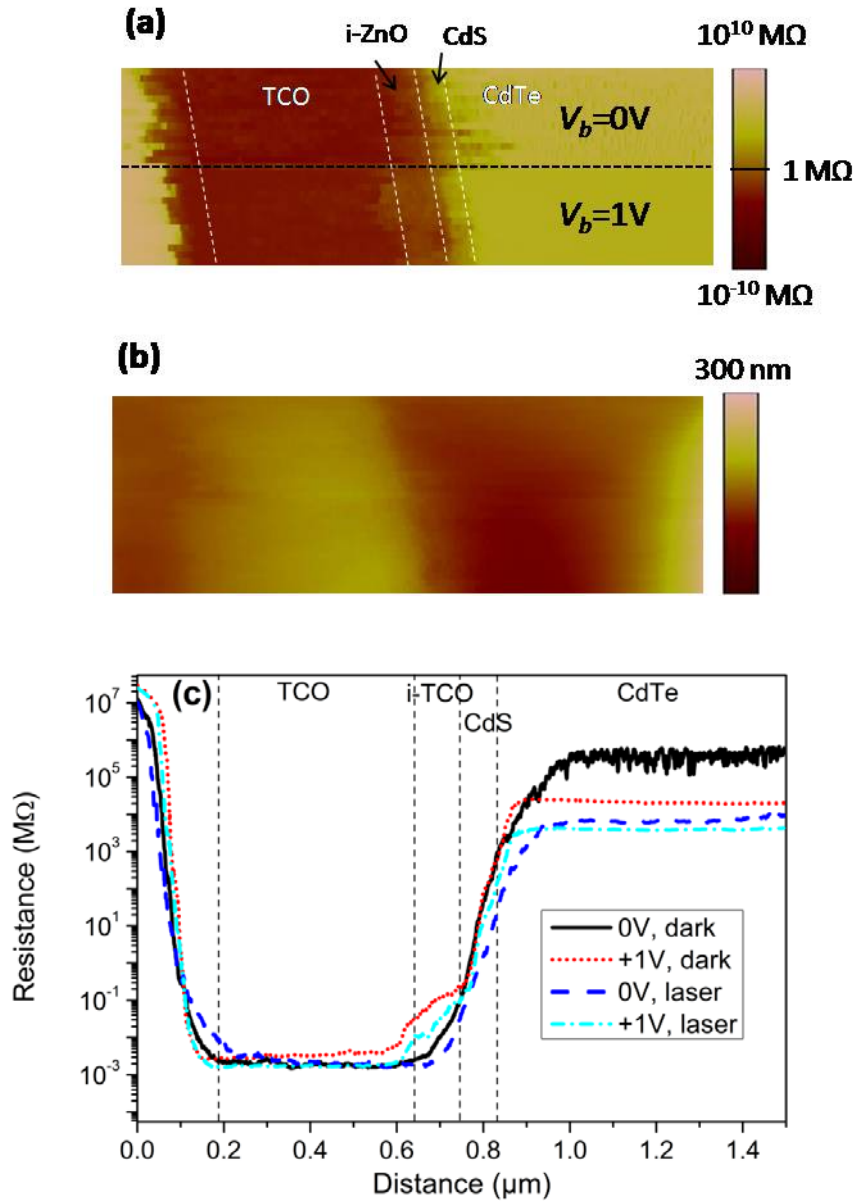 (a)
i-ZnO
CdS
10¹⁰ MΩ
TCO
CdTe
V_b=0V
1 MΩ
V_b=1V
10⁻¹⁰ MΩ
(b)
300 nm
(c)
TCO
i-TCO
CdS
CdTe
10⁷
10⁵
10³
10¹
10⁻¹
10⁻³
Resistance (MΩ)
0V, dark
+1V, dark
0V, laser
+1V, laser
0.0 0.2 0.4 0.6 0.8 1.0 1.2 1.4
Distance (µm)